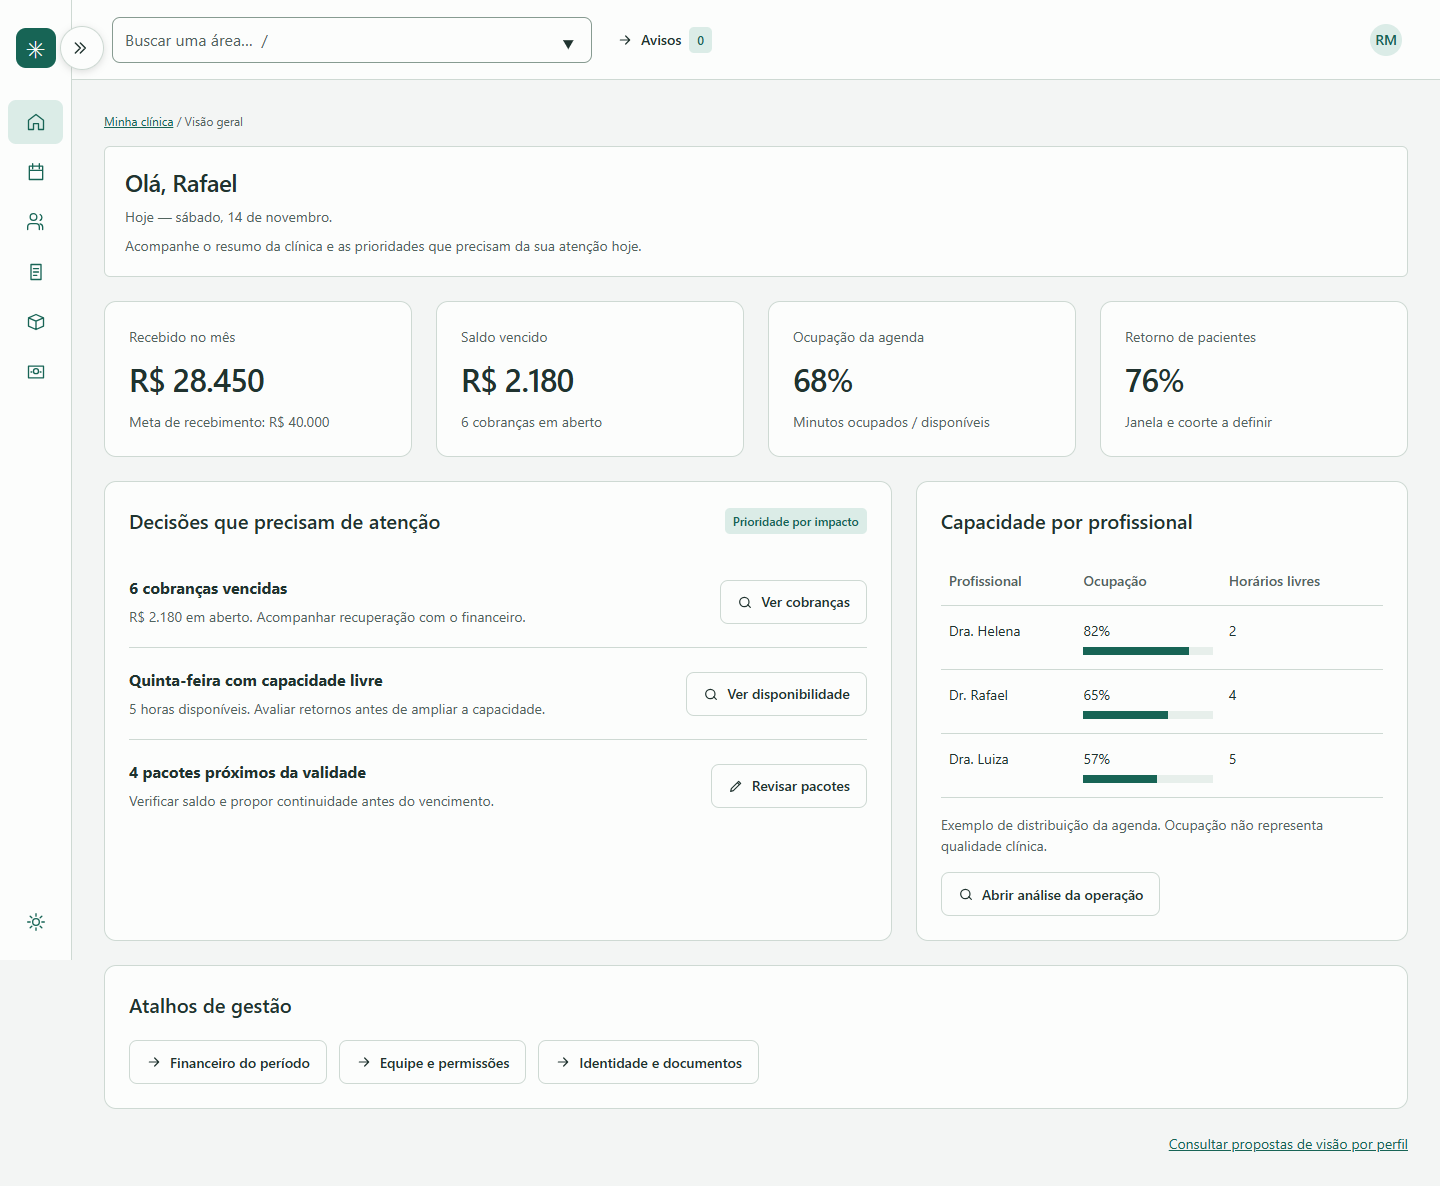 Buscar uma área... /
Avisos 0
RM
Minha clínica / Visão geral
Olá, Rafael
Hoje — sábado, 14 de novembro.
Acompanhe o resumo da clínica e as prioridades que precisam da sua atenção hoje.
Recebido no mês
R$ 28.450
Meta de recebimento: R$ 40.000
Saldo vencido
R$ 2.180
6 cobranças em aberto
Ocupação da agenda
68%
Minutos ocupados / disponíveis
Retorno de pacientes
76%
Janela e coorte a definir
Decisões que precisam de atenção
Prioridade por impacto
6 cobranças vencidas
R$ 2.180 em aberto. Acompanhar recuperação com o financeiro.
Ver cobranças
Quinta-feira com capacidade livre
5 horas disponíveis. Avaliar retornos antes de ampliar a capacidade.
Ver disponibilidade
4 pacotes próximos da validade
Verificar saldo e propor continuidade antes do vencimento.
Revisar pacotes
Capacidade por profissional
Profissional Ocupação Horários livres
Dra. Helena 82% 2
Dr. Rafael 65% 4
Dra. Luiza 57% 5
Exemplo de distribuição da agenda. Ocupação não representa
qualidade clínica.
Abrir análise da operação
Atalhos de gestão
Financeiro do período
Equipe e permissões
Identidade e documentos
Consultar propostas de visão por perfil